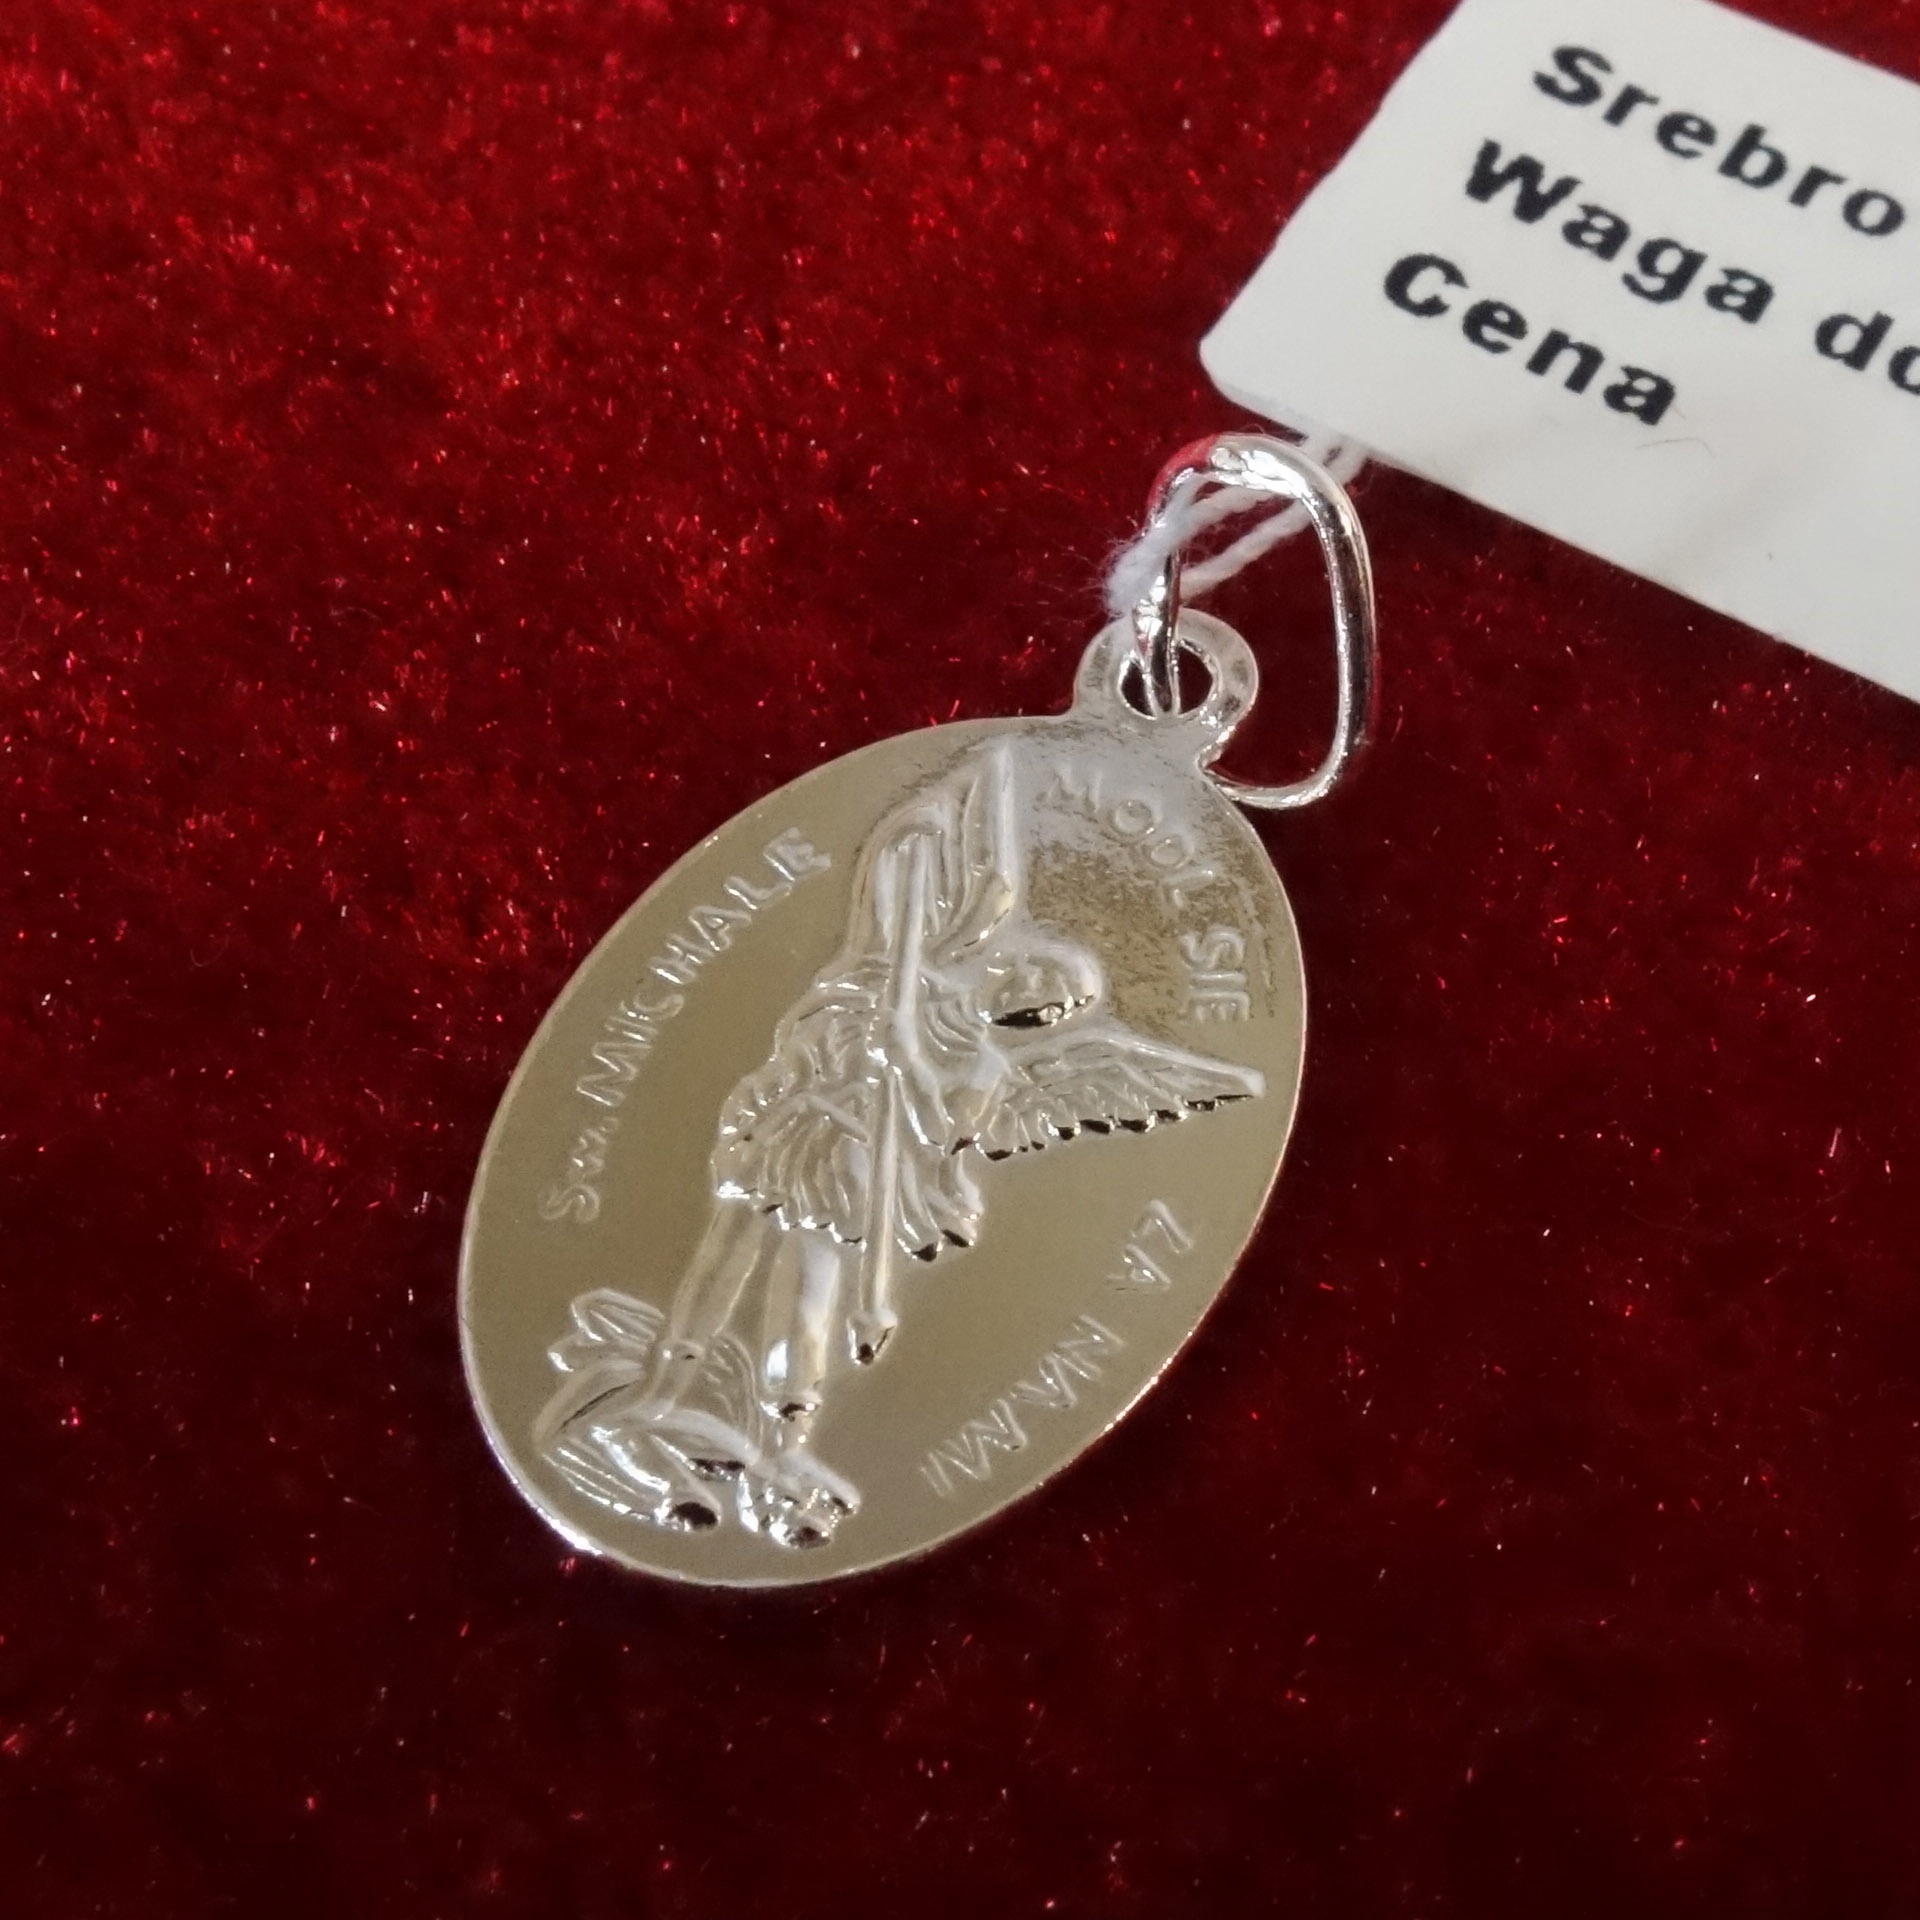 Srebro
Waga do
Cena
Św. MICHALE
MÓDL SIĘ
ZA NAMI